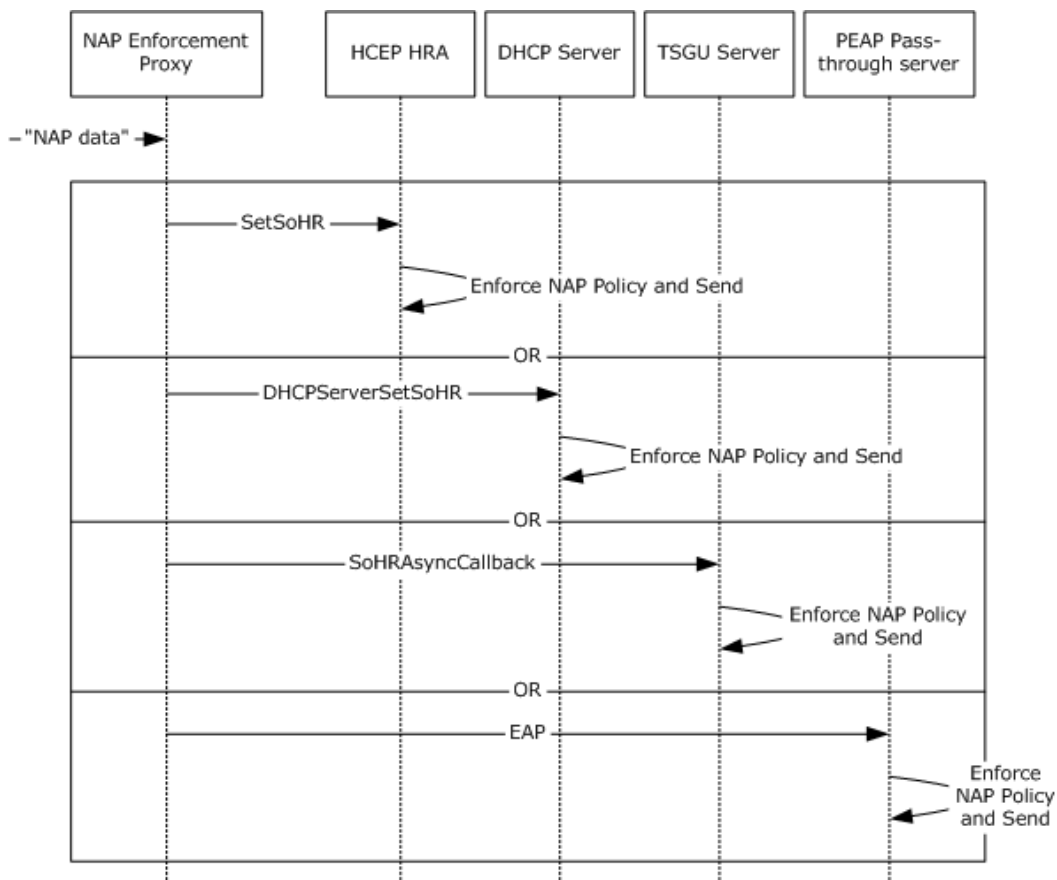 NAP Enforcement
Proxy
HCEP HRA
DHCP Server
TSGU Server
PEAP Pass-
through server
"NAP data"
SetSoHR
Enforce NAP Policy and Send
OR
DHCPServerSetSoHR
Enforce NAP Policy and Send
OR
SoHRAsyncCallback
Enforce NAP Policy
and Send
OR
EAP
Enforce
NAP Policy
and Send